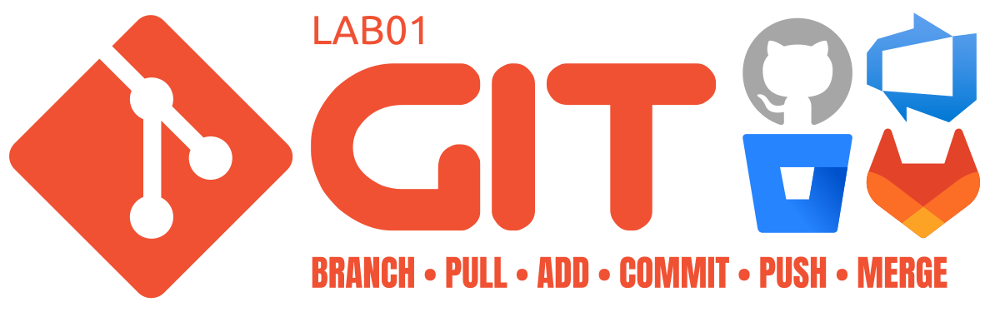 LAB01
GIT
BRANCH • PULL • ADD • COMMIT • PUSH • MERGE